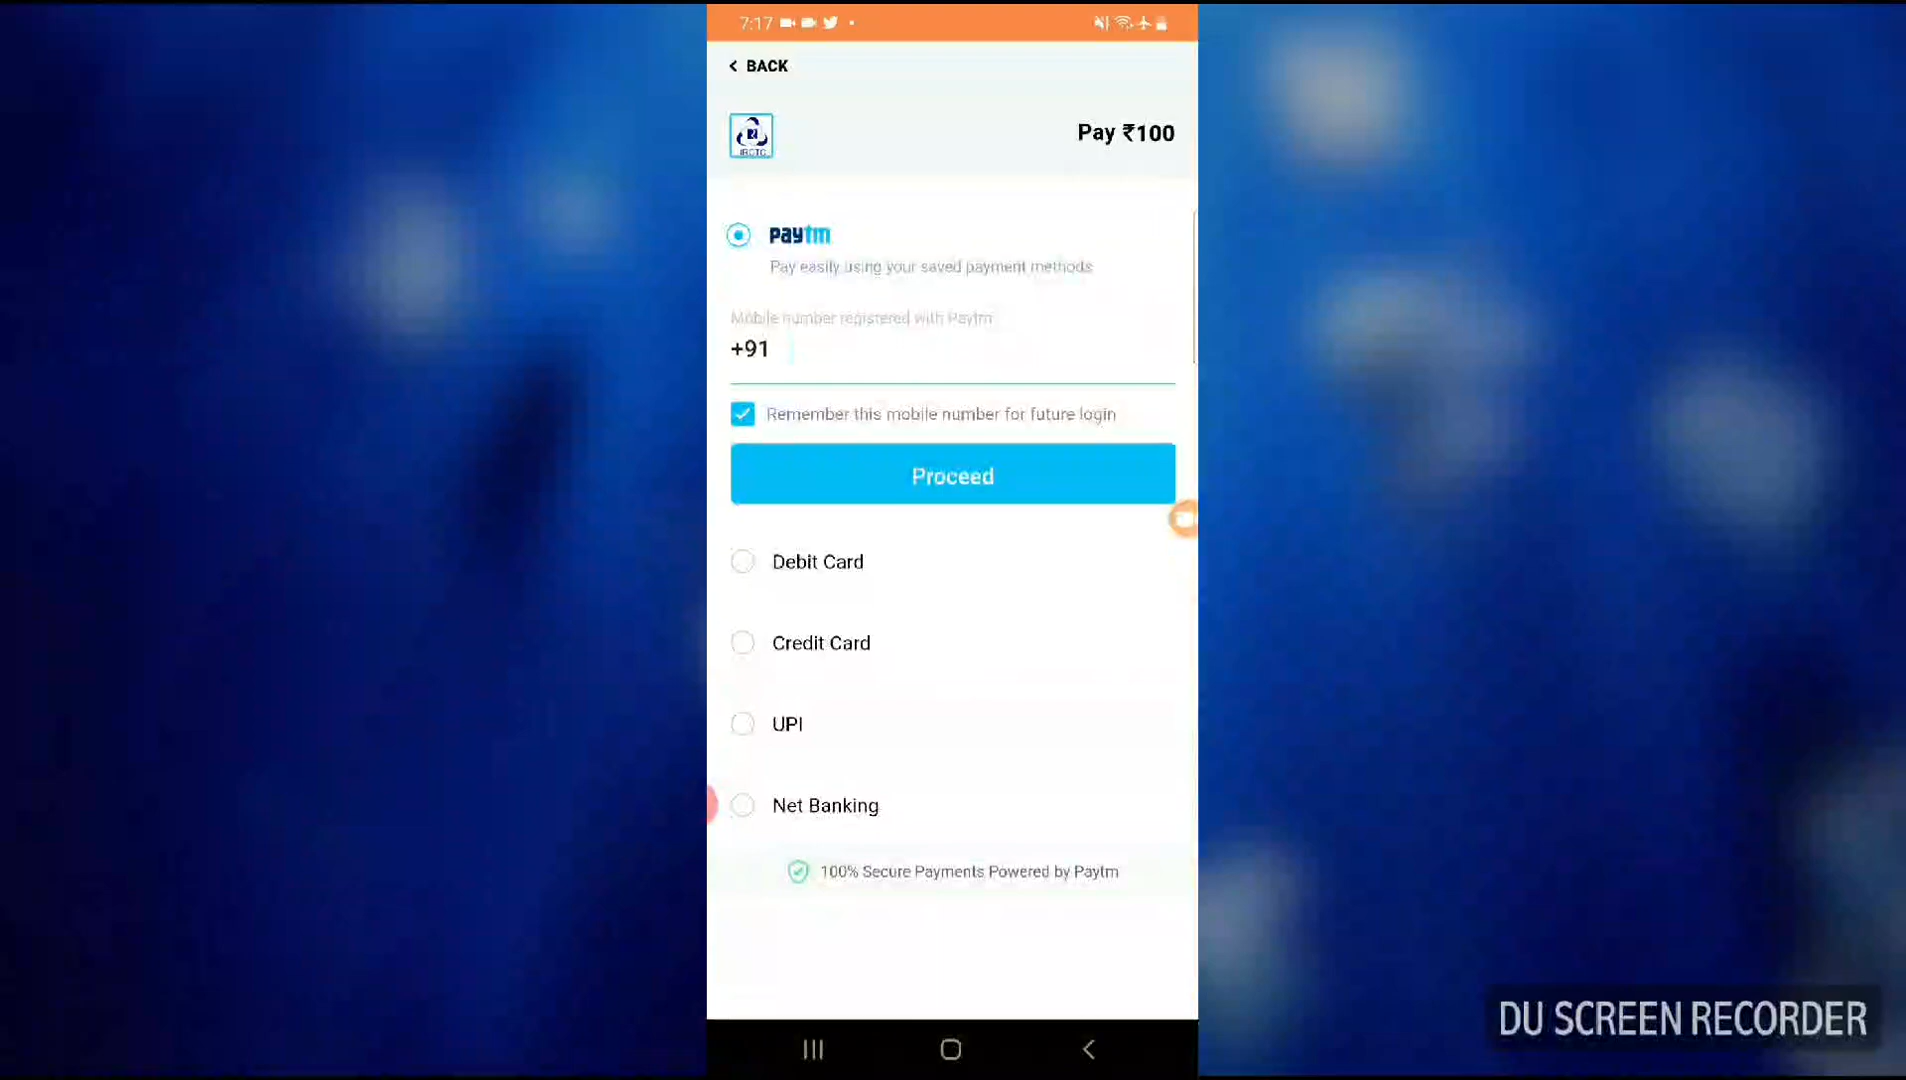 7:17
BACK
IRCTC
Pay ₹100
paytm
Pay easily using your saved payment methods
Mobile number registered with Paytm
+91
Remember this mobile number for future login
Proceed
Debit Card
Credit Card
UPI
Net Banking
100% Secure Payments Powered by Paytm
DU SCREEN RECORDER